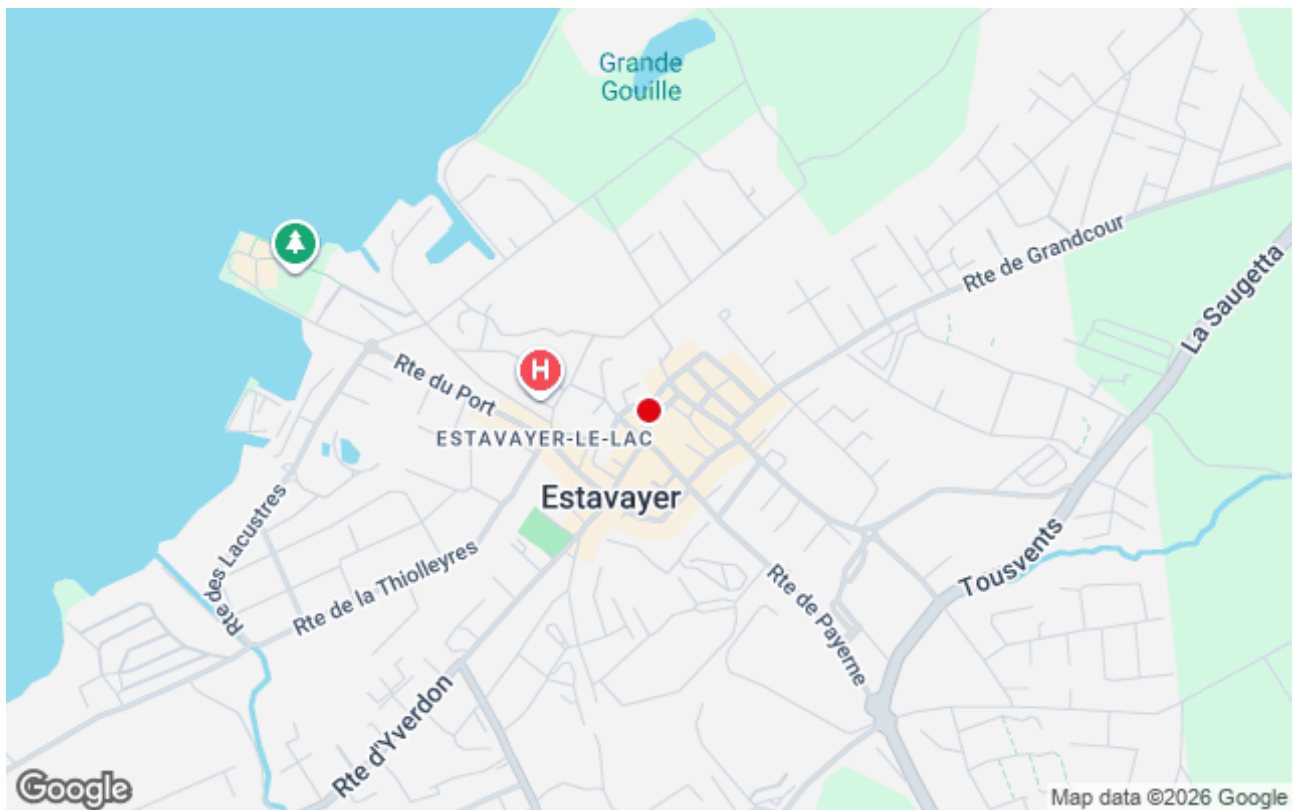 Grande
Gouille
Rte de Grandcour
La Saugetta
Rte du Port
H
ESTAVAYER-LE-LAC
Estavayer
Rte des Lacustres
Rte de la Thiolleyres
Tousvents
Rte de Payerne
Rte d'Yverdon
Google
Map data ©2026 Google